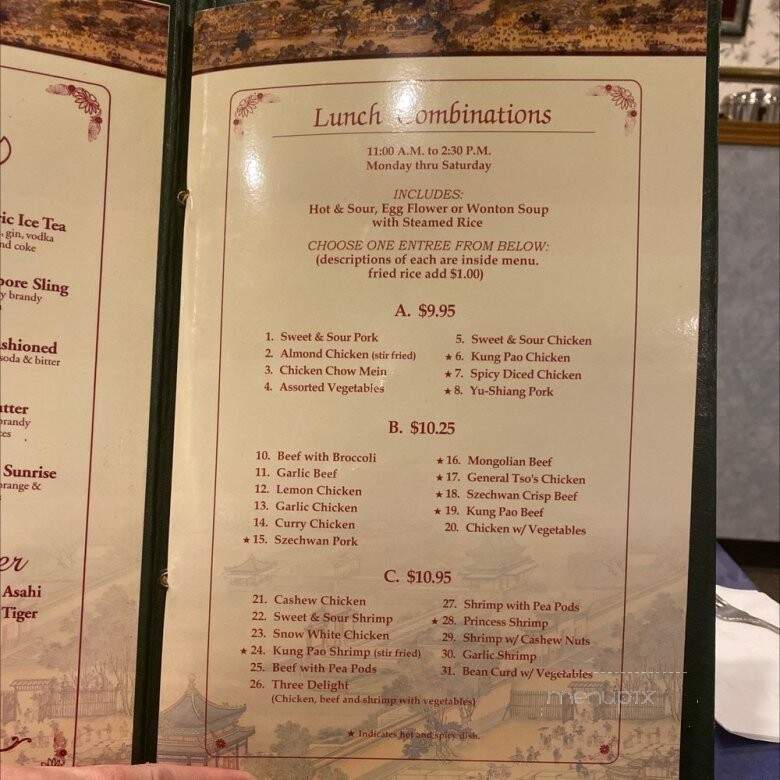 ric Ice Tea
, gin, vodka
nd coke
pore Sling
y brandy
shioned
soda & bitter
atter
brandy
ces
Sunrise
orange &
er
Asahi
Tiger
Lunch Combinations
11:00 A.M. to 2:30 P.M.
Monday thru Saturday
INCLUDES:
Hot & Sour, Egg Flower or Wonton Soup
with Steamed Rice
CHOOSE ONE ENTREE FROM BELOW:
(descriptions of each are inside menu.
fried rice add $1.00)
A. $9.95
1. Sweet & Sour Pork
2. Almond Chicken (stir fried)
3. Chicken Chow Mein
4. Assorted Vegetables
5. Sweet & Sour Chicken
★ 6. Kung Pao Chicken
★ 7. Spicy Diced Chicken
★ 8. Yu-Shiang Pork
B. $10.25
10. Beef with Broccoli
11. Garlic Beef
12. Lemon Chicken
13. Garlic Chicken
14. Curry Chicken
★ 15. Szechwan Pork
★ 16. Mongolian Beef
★ 17. General Tso's Chicken
★ 18. Szechwan Crisp Beef
★ 19. Kung Pao Beef
20. Chicken w/ Vegetables
C. $10.95
21. Cashew Chicken
22. Sweet & Sour Shrimp
23. Snow White Chicken
★ 24. Kung Pao Shrimp (stir fried)
25. Beef with Pea Pods
26. Three Delight
(Chicken, beef and shrimp with vegetables)
27. Shrimp with Pea Pods
★ 28. Princess Shrimp
29. Shrimp w/ Cashew Nuts
30. Garlic Shrimp
31. Bean Curd w/ Vegetables
★ Indicates hot and spicy dish.
menupix